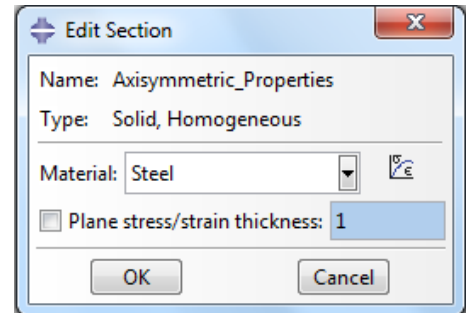 Edit Section
Name: Axisymmetric_Properties
Type: Solid, Homogeneous
Material: Steel
Plane stress/strain thickness: 1
OK Cancel